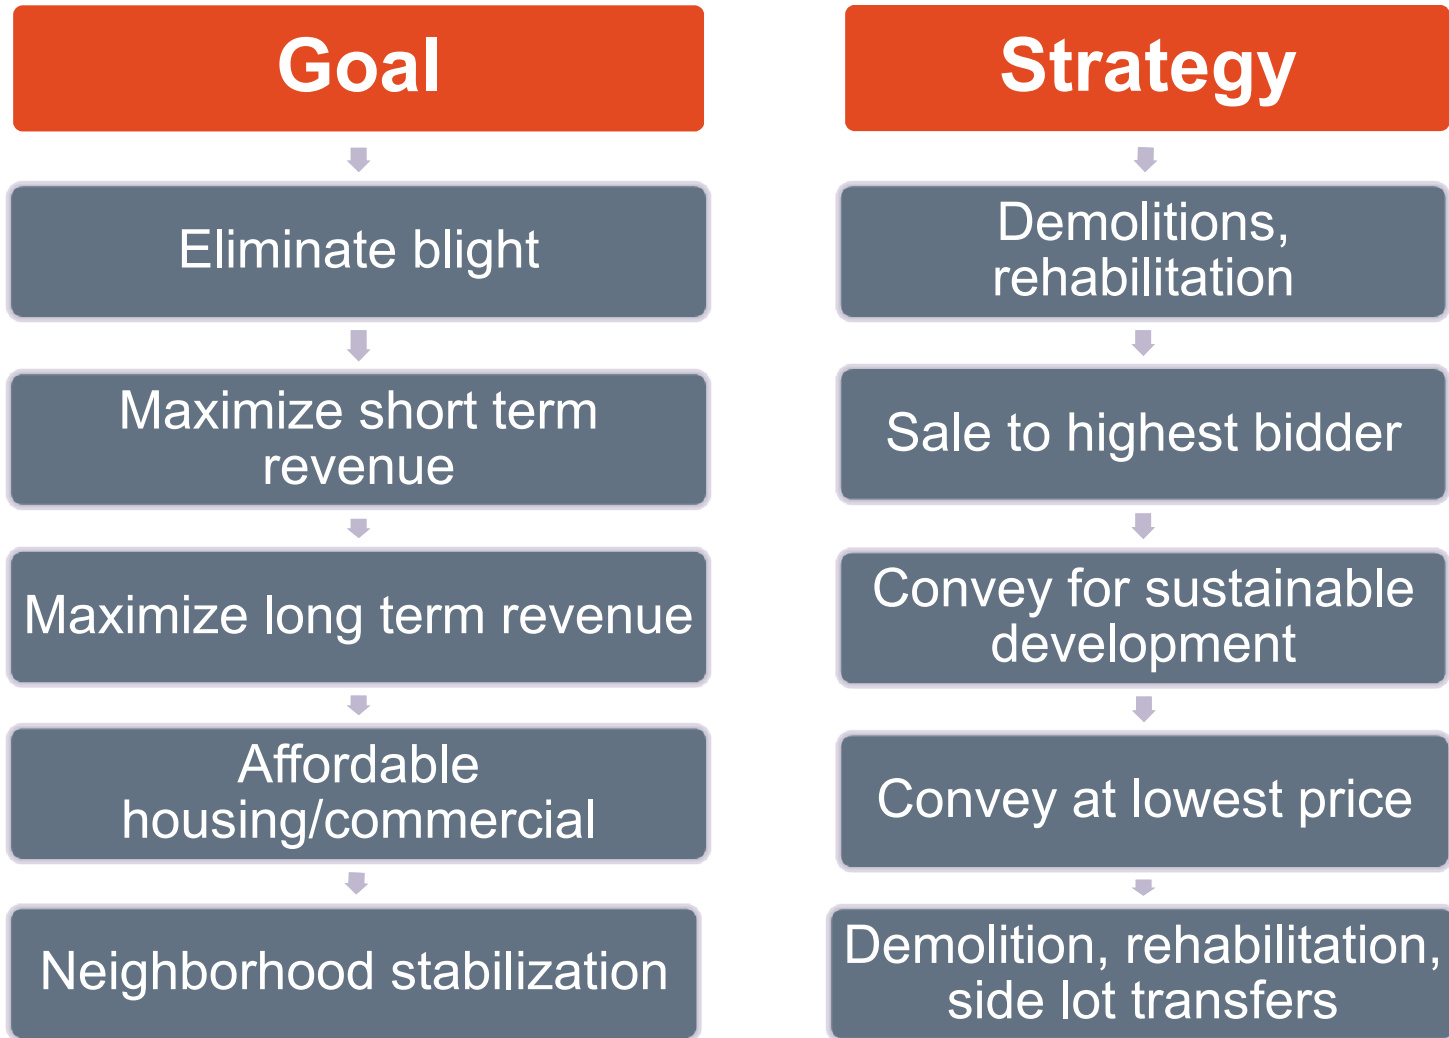 Goal
Eliminate blight
Maximize short term
revenue
Maximize long term revenue
Affordable
housing/commercial
Neighborhood stabilization
Strategy
Demolitions,
rehabilitation
Sale to highest bidder
Convey for sustainable
development
Convey at lowest price
Demolition, rehabilitation,
side lot transfers